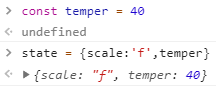 > const temper = 40
< undefined
> state = {scale:'f',temper}
< ▶ {scale: "f", temper: 40}